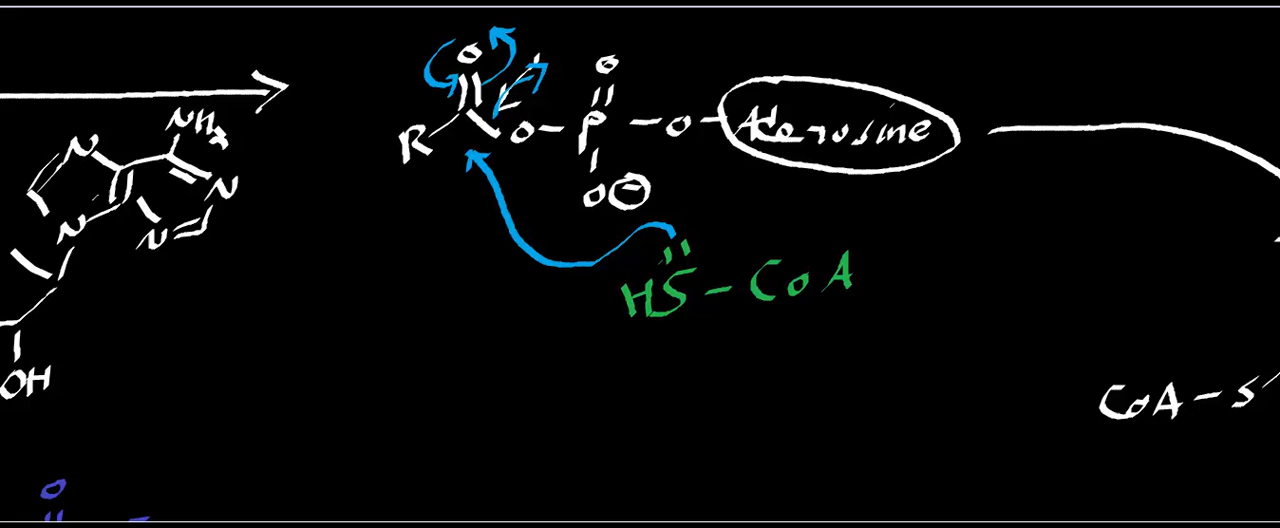 O O
NH2
R O-P-O-Adenosine
N
N
O⊖
N
N
HS-CoA
OH
CoA-S
O